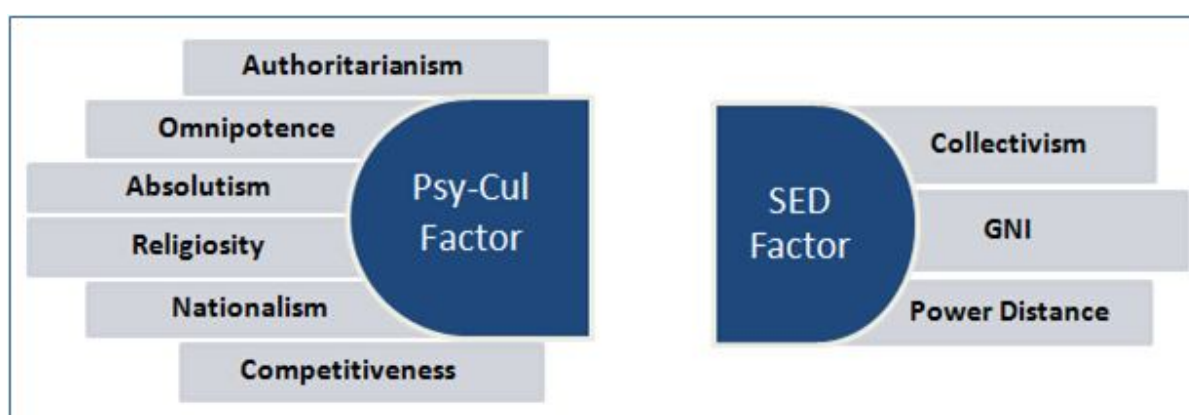 Authoritarianism
Omnipotence
Absolutism
Religiosity
Nationalism
Competitiveness
Psy-Cul
Factor
SED
Factor
Collectivism
GNI
Power Distance